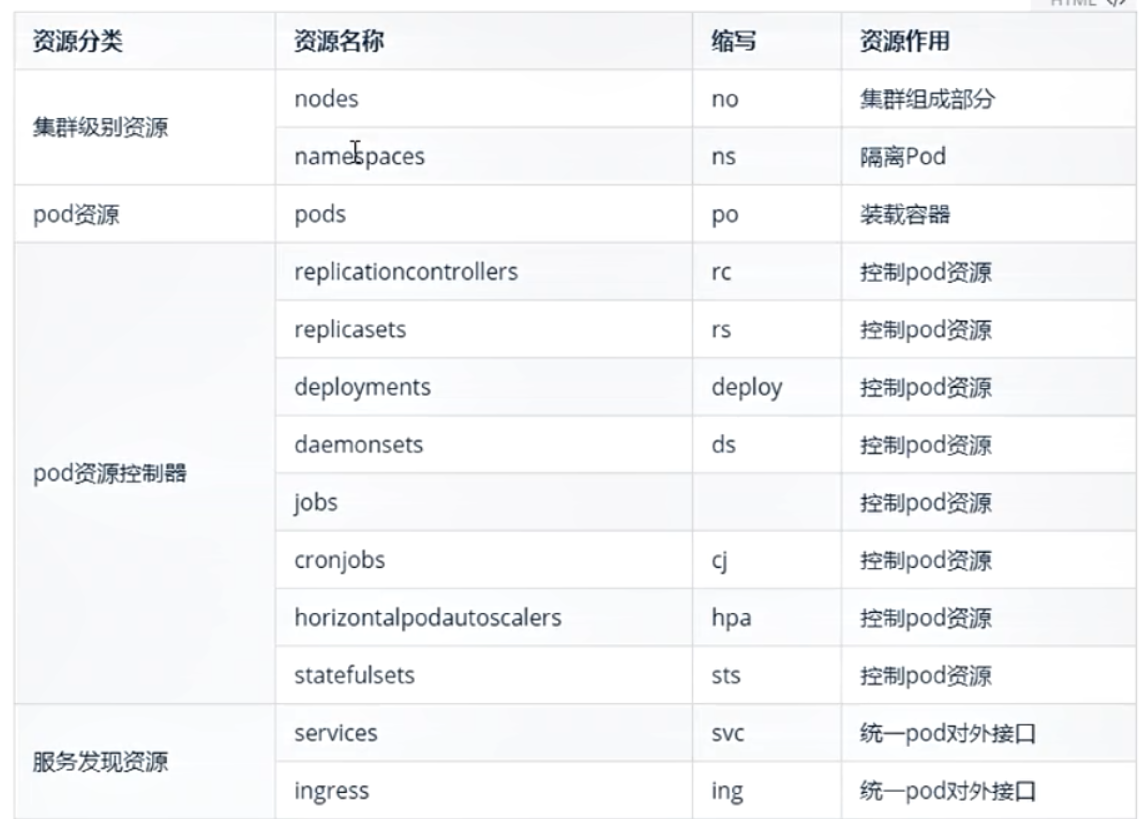 HTML </>
资源分类 资源名称 缩写 资源作用
集群级别资源 nodes no 集群组成部分
namespaces ns 隔离Pod
pod资源 pods po 装载容器
pod资源控制器 replicationcontrollers rc 控制pod资源
replicasets rs 控制pod资源
deployments deploy 控制pod资源
daemonsets ds 控制pod资源
jobs 控制pod资源
cronjobs cj 控制pod资源
horizontalpodautoscalers hpa 控制pod资源
statefulsets sts 控制pod资源
服务发现资源 services svc 统一pod对外接口
ingress ing 统一pod对外接口